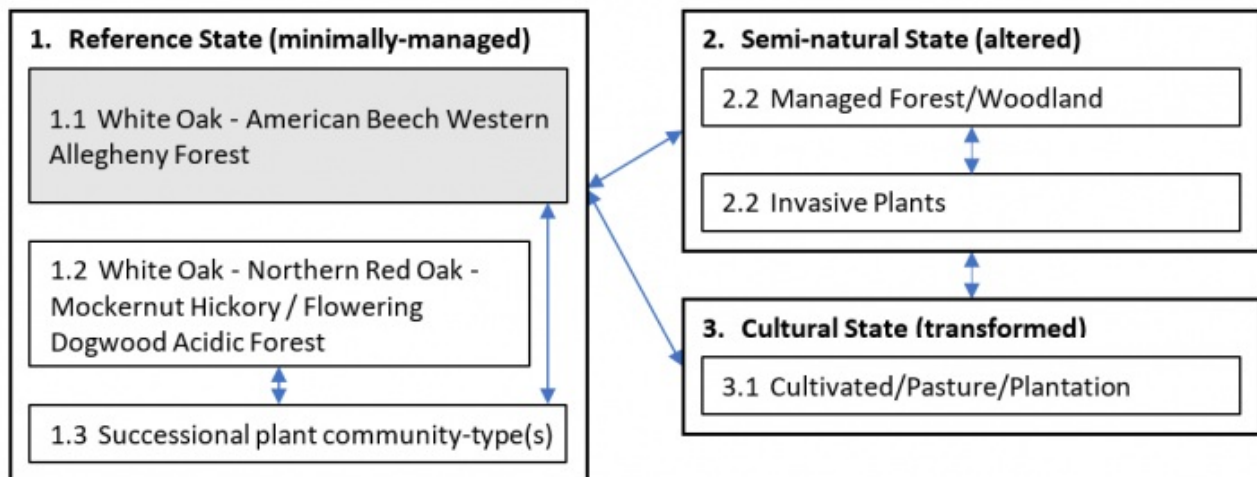 1. Reference State (minimally-managed)
1.1 White Oak - American Beech Western
Allegheny Forest
1.2 White Oak - Northern Red Oak -
Mockernut Hickory / Flowering
Dogwood Acidic Forest
1.3 Successional plant community-type(s)
2. Semi-natural State (altered)
2.2 Managed Forest/Woodland
2.2 Invasive Plants
3. Cultural State (transformed)
3.1 Cultivated/Pasture/Plantation